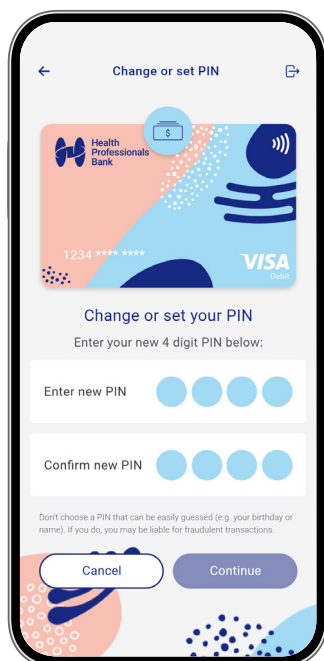 Change or set PIN
$
Health
Professionals
Bank
1234 **** ****
VISA
Debit
Change or set your PIN
Enter your new 4 digit PIN below:
Enter new PIN
Confirm new PIN
Don't choose a PIN that can be easily guessed (e.g. your birthday or
name). If you do, you may be liable for fraudulent transactions.
Cancel
Continue